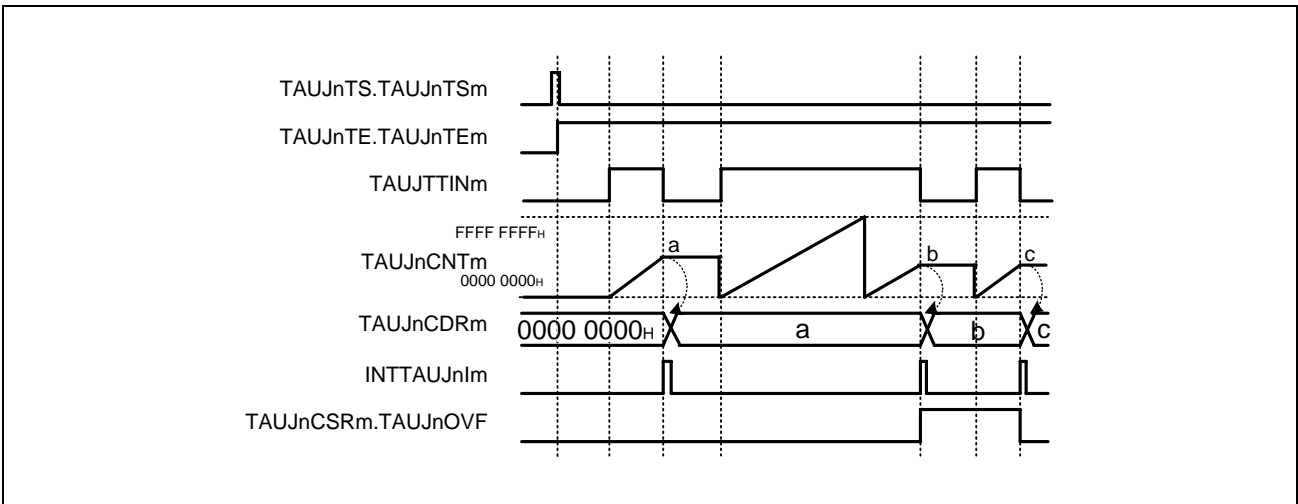 TAUJnTS.TAUJnTSm
TAUJnTE.TAUJnTEm
TAUJTTINm
FFFF FFFFH
a
b
c
TAUJnCNTm
0000 0000H
TAUJnCDRm
0000 0000H a b c
INTTAUJnIm
TAUJnCSRm.TAUJnOVF